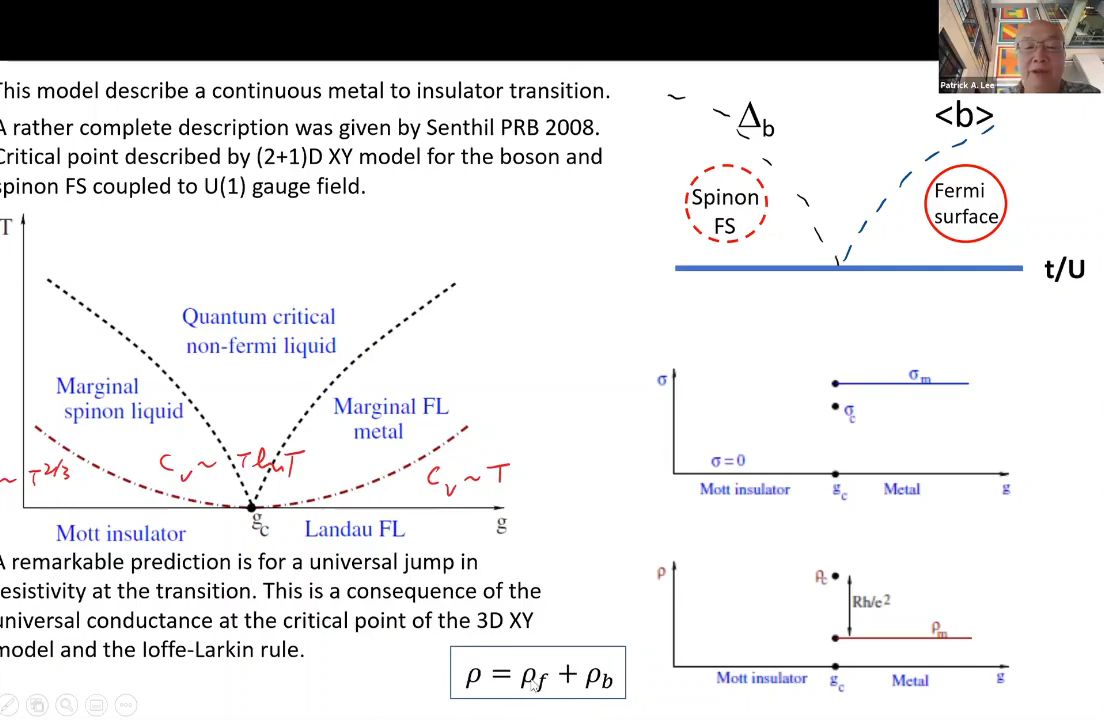 Patrick A. Lee
This model describe a continuous metal to insulator transition.
A rather complete description was given by Senthil PRB 2008.
Critical point described by (2+1)D XY model for the boson and
spinon FS coupled to U(1) gauge field.
T
Quantum critical
non-fermi liquid
Marginal
spinon liquid
Marginal FL
metal
~ T^2/3
C_v ~ T ln T
C_v ~ T
g_c
g
Mott insulator
Landau FL
A remarkable prediction is for a universal jump in
resistivity at the transition. This is a consequence of the
universal conductance at the critical point of the 3D XY
model and the Ioffe-Larkin rule.
ρ = ρ_f + ρ_b
Δ_b
<b>
Spinon
FS
Fermi
surface
t/U
σ
σ_m
σ_c
σ=0
Mott insulator
g_c
Metal
g
ρ
ρ_c
Rh/e^2
ρ_m
Mott insulator
g_c
Metal
g